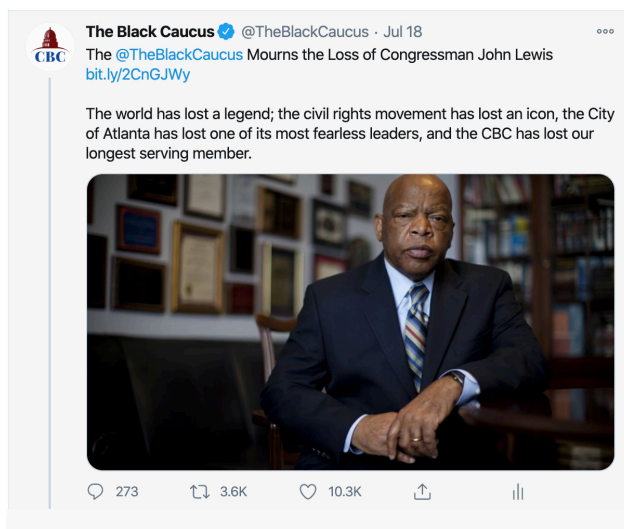 The Black Caucus @TheBlackCaucus · Jul 18
CBC
The @TheBlackCaucus Mourns the Loss of Congressman John Lewis
bit.ly/2CnGJWy
The world has lost a legend; the civil rights movement has lost an icon, the City
of Atlanta has lost one of its most fearless leaders, and the CBC has lost our
longest serving member.
273 3.6K 10.3K